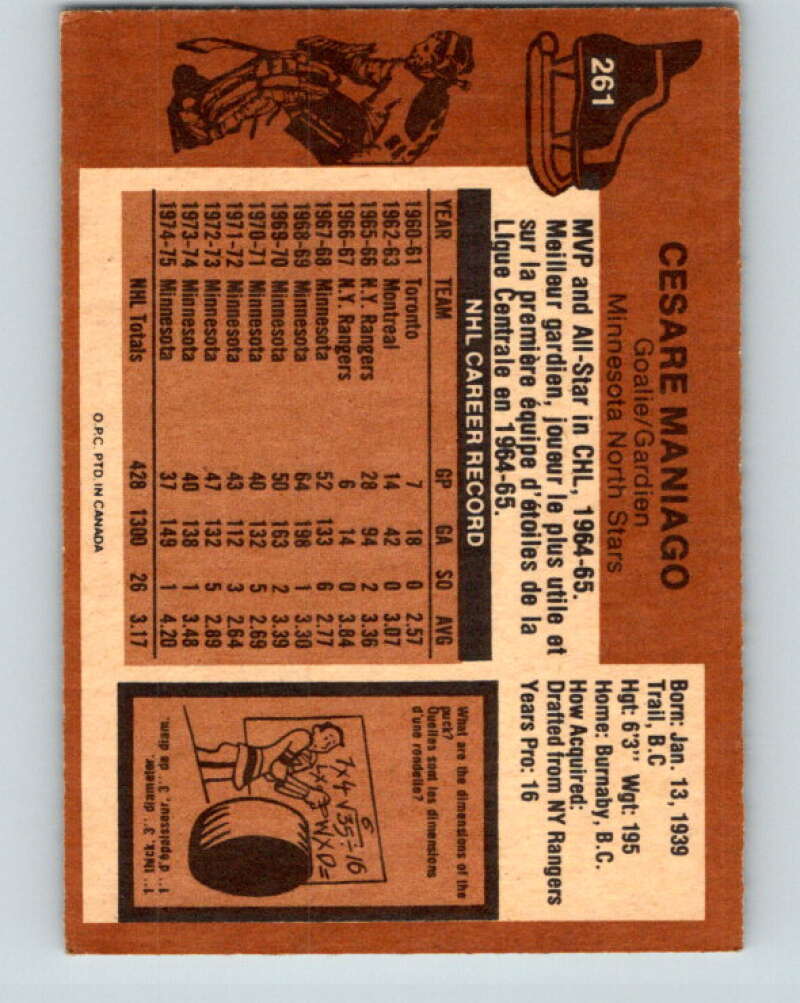 261
CESARE MANIAGO
Goalie/Gardien
Minnesota North Stars
Born: Jan. 13, 1939
Trail, B.C
Hgt: 6'3" Wgt: 195
Home: Burnaby, B.C.
How Acquired:
Drafted from NY Rangers
Years Pro: 16
MVP and All-Star in CHL, 1964-65.
Meilleur gardien, joueur le plus utile et
sur la première équipe d'étoiles de la
Ligue Centrale en 1964-65.
NHL CAREER RECORD
YEAR TEAM GP GA SO AVG
1960-61 Toronto 7 18 0 2.57
1962-63 Montreal 14 42 0 3.07
1965-66 N.Y. Rangers 28 94 2 3.36
1966-67 N.Y. Rangers 6 14 0 3.84
1967-68 Minnesota 52 133 6 2.77
1968-69 Minnesota 64 198 1 3.30
1969-70 Minnesota 50 163 2 3.39
1970-71 Minnesota 40 132 5 2.69
1971-72 Minnesota 43 112 3 2.64
1972-73 Minnesota 47 132 5 2.89
1973-74 Minnesota 40 138 1 3.48
1974-75 Minnesota 37 149 1 4.20
NHL Totals 428 1300 26 3.17
What are the dimensions of the
puck?
Quelles sont les dimensions
d'une rondelle?
1" thick, 3" diameter.
1" d'épaisseur, 3" de diam.
O.P.C. PTD. IN CANADA